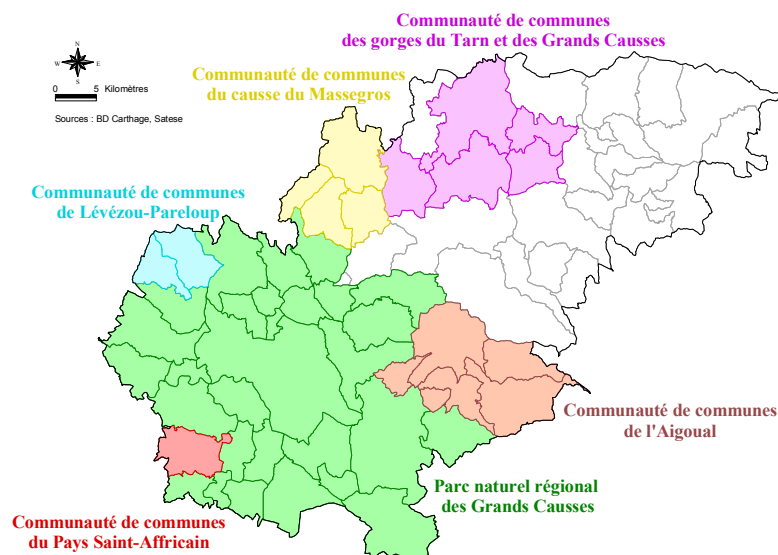 Communauté de communes
des gorges du Tarn et des Grands Causses
N
W
E
S
0 5 Kilomètres
Sources : BD Carthage, Satese
Communauté de communes
du causse du Massegros
Communauté de communes
de Lévézou-Pareloup
Communauté de communes
de l'Aigoual
Parc naturel régional
des Grands Causses
Communauté de communes
du Pays Saint-Affricain